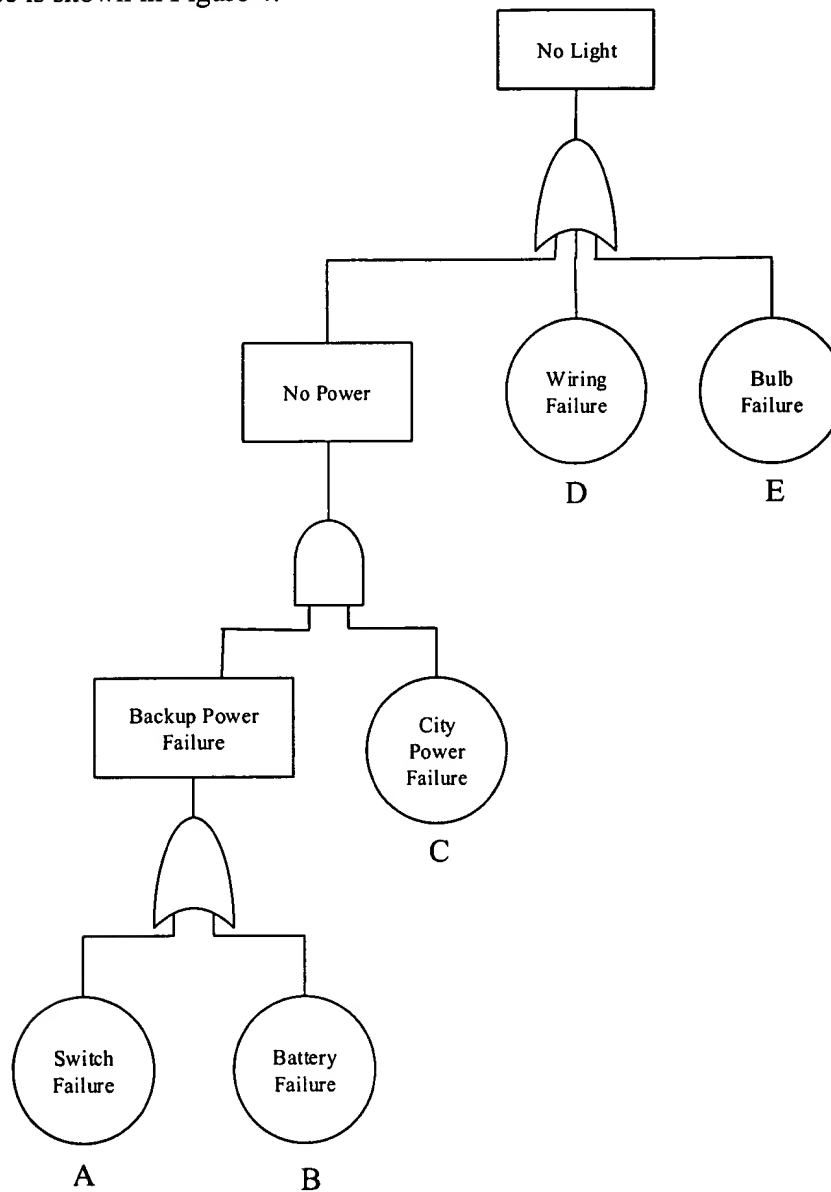 is shown in Figure
No Light
No Power
Wiring
Failure
Bulb
Failure
D
E
Backup Power
Failure
City
Power
Failure
C
Switch
Failure
Battery
Failure
A
B